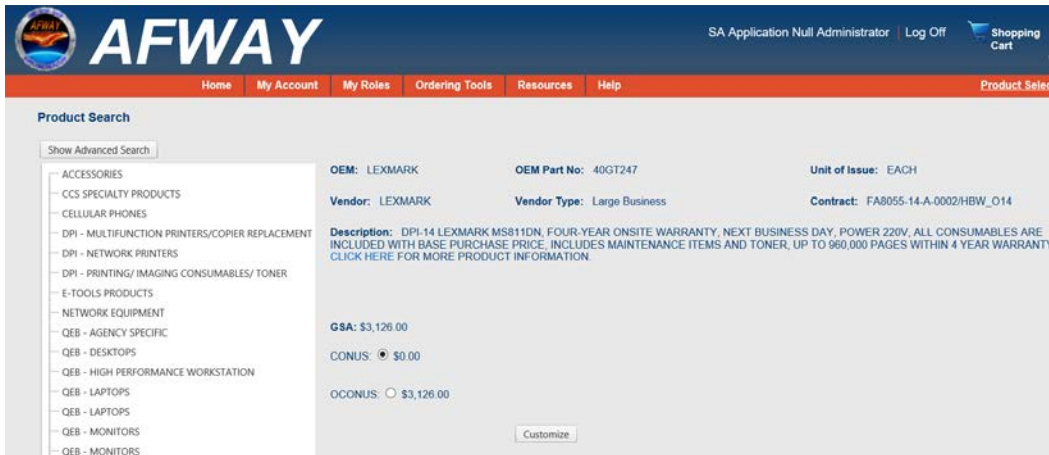 AFWAY
AFWAY
SA Application Null Administrator | Log Off
Shopping
Cart
Home
My Account
My Roles
Ordering Tools
Resources
Help
Product Selec
Product Search
Show Advanced Search
ACCESSORIES
CCS SPECIALTY PRODUCTS
CELLULAR PHONES
DPI - MULTIFUNCTION PRINTERS/COPIER REPLACEMENT
DPI - NETWORK PRINTERS
DPI - PRINTING/ IMAGING CONSUMABLES/ TONER
E-TOOLS PRODUCTS
NETWORK EQUIPMENT
QEB - AGENCY SPECIFIC
QEB - DESKTOPS
QEB - HIGH PERFORMANCE WORKSTATION
QEB - LAPTOPS
QEB - LAPTOPS
QEB - MONITORS
QEB - MONITORS
OEM: LEXMARK
OEM Part No: 40GT247
Unit of Issue: EACH
Vendor: LEXMARK
Vendor Type: Large Business
Contract: FA8055-14-A-0002/HBW_O14
Description: DPI-14 LEXMARK MS811DN, FOUR-YEAR ONSITE WARRANTY, NEXT BUSINESS DAY, POWER 220V, ALL CONSUMABLES ARE
INCLUDED WITH BASE PURCHASE PRICE, INCLUDES MAINTENANCE ITEMS AND TONER, UP TO 960,000 PAGES WITHIN 4 YEAR WARRANTY
CLICK HERE FOR MORE PRODUCT INFORMATION.
GSA: $3,126.00
CONUS: $0.00
OCONUS: $3,126.00
Customize